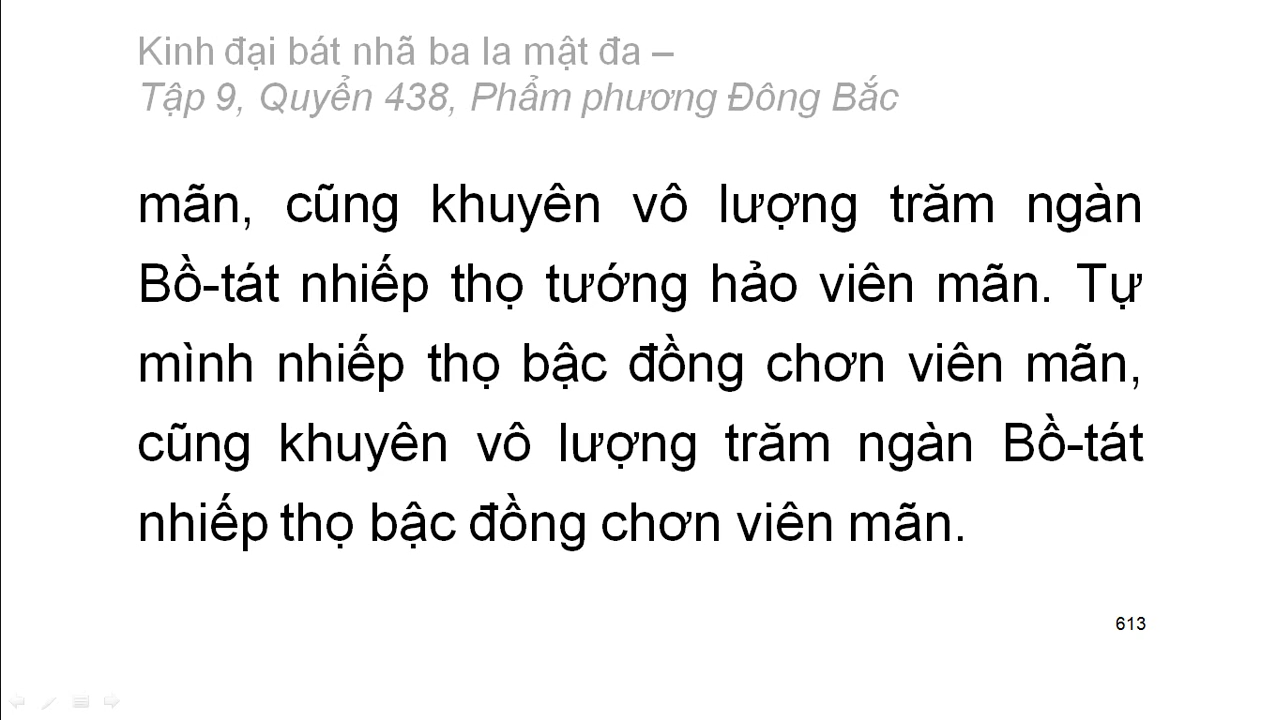 Kinh đại bát nhã ba la mật đa –
Tập 9, Quyển 438, Phẩm phương Đông Bắc
mãn, cũng khuyên vô lượng trăm ngàn
Bồ-tát nhiếp thọ tướng hảo viên mãn. Tự
mình nhiếp thọ bậc đồng chơn viên mãn,
cũng khuyên vô lượng trăm ngàn Bồ-tát
nhiếp thọ bậc đồng chơn viên mãn.
613